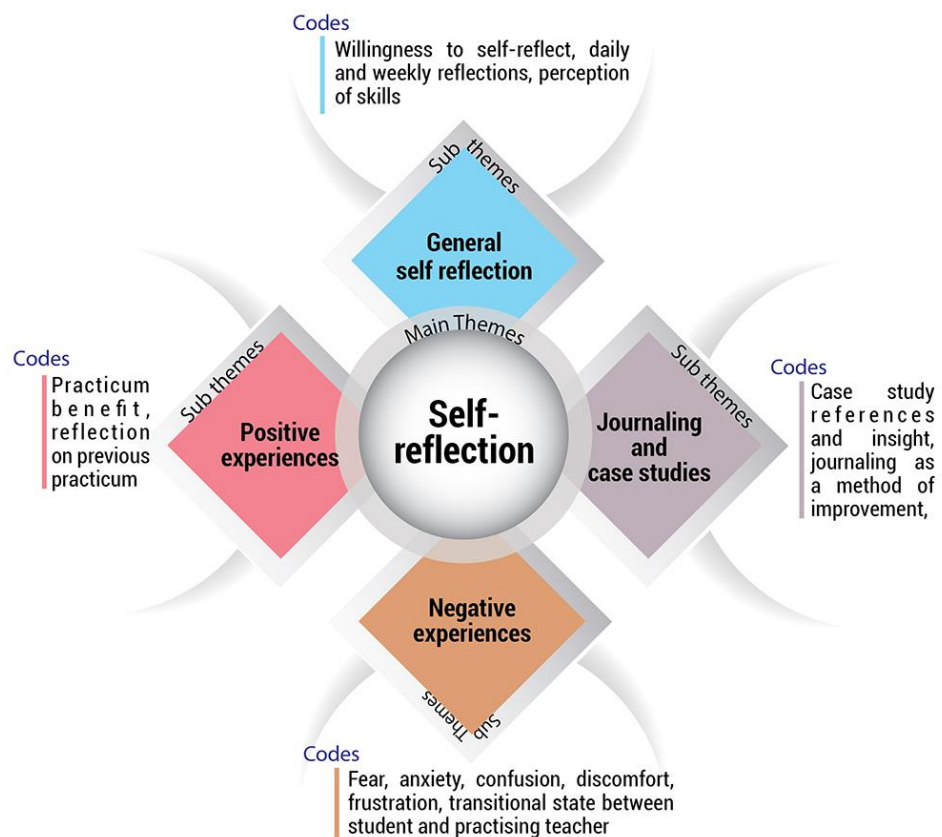 Codes
Willingness to self-reflect, daily
and weekly reflections, perception
of skills
Sub themes
General
self reflection
Main Themes
Self-
reflection
Codes
Practicum
benefit,
reflection
on previous
practicum
Sub themes
Positive
experiences
Sub themes
Journaling
and
case studies
Codes
Case study
references
and insight,
journaling as
a method of
improvement,
Negative
experiences
Sub
Themes
Codes
Fear, anxiety, confusion, discomfort,
frustration, transitional state between
student and practising teacher